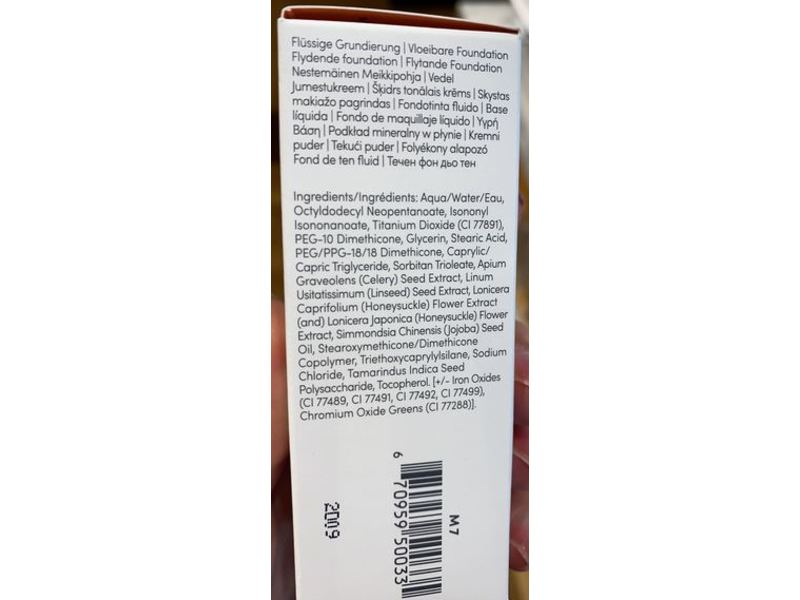 Flüssige Grundierung | Vloeibare Foundation
Flydende foundation | Flytande Foundation
Nestemäinen Meikkipohja | Vedel
Jumestukreem | Šķidrs tonālais krēms | Skystas
makiažo pagrindas | Fondotinta fluido | Base
líquida | Fondo de maquillaje líquido | Υγρή
Βάση | Podkład mineralny w płynie | Kremni
puder | Tekući puder | Folyékony alapozó
Fond de ten fluid | Течен фон дьо тен
Ingredients/Ingrédients: Aqua/Water/Eau,
Octyldodecyl Neopentanoate, Isononyl
Isononanoate, Titanium Dioxide (CI 77891),
PEG-10 Dimethicone, Glycerin, Stearic Acid,
PEG/PPG-18/18 Dimethicone, Caprylic/
Capric Triglyceride, Sorbitan Trioleate, Apium
Graveolens (Celery) Seed Extract, Linum
Usitatissimum (Linseed) Seed Extract, Lonicera
Caprifolium (Honeysuckle) Flower Extract
(and) Lonicera Japonica (Honeysuckle) Flower
Extract, Simmondsia Chinensis (Jojoba) Seed
Oil, Stearoxymethicone/Dimethicone
Copolymer, Triethoxycaprylylsilane, Sodium
Chloride, Tamarindus Indica Seed
Polysaccharide, Tocopherol. [+/- Iron Oxides
(CI 77489, CI 77491, CI 77492, CI 77499),
Chromium Oxide Greens (CI 77288)].
M7
6 70959 50033